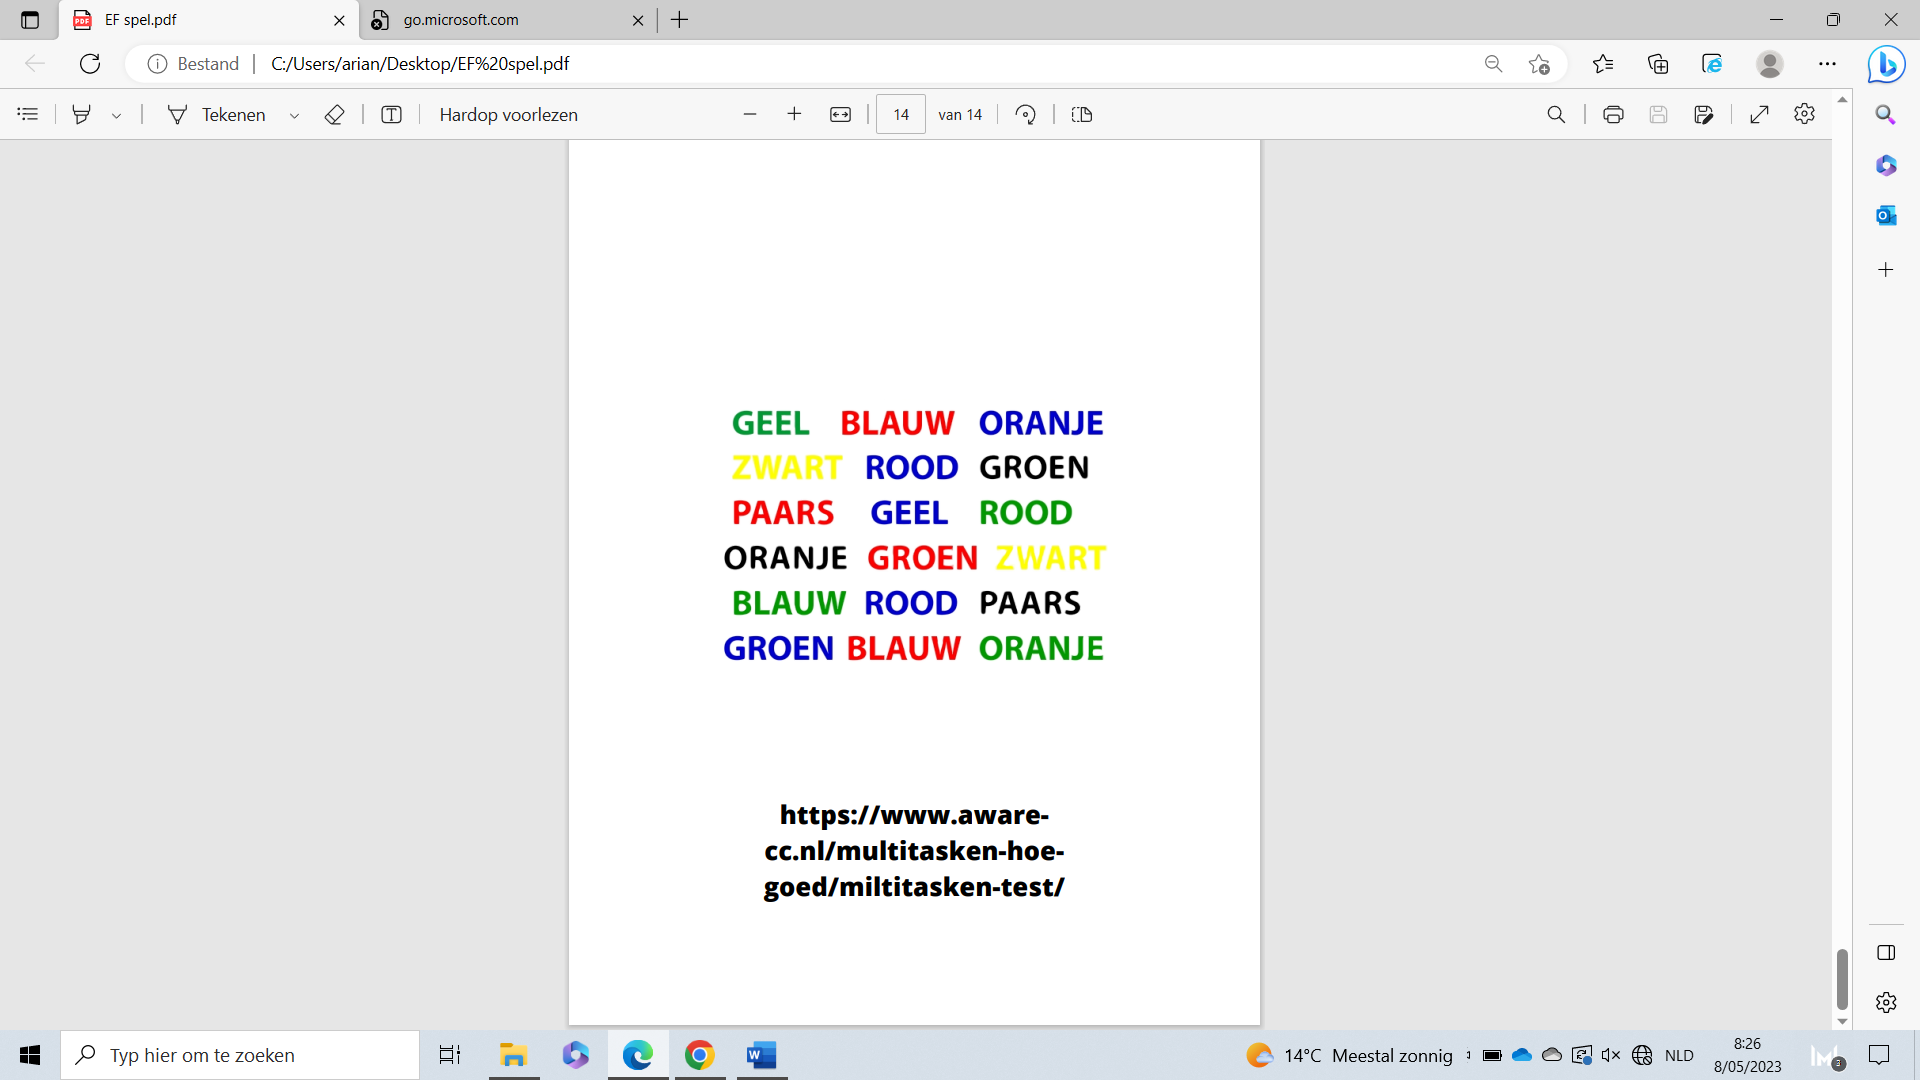 EF spel.pdf
go.microsoft.com
Bestand
C:/Users/arian/Desktop/EF%20spel.pdf
Tekenen
Hardop voorlezen
14
van 14
GEEL BLAUW ORANJE
ZWART ROOD GROEN
PAARS GEEL ROOD
ORANJE GROEN ZWART
BLAUW ROOD PAARS
GROEN BLAUW ORANJE
https://www.aware-
cc.nl/multitasken-hoe-
goed/miltitasken-test/
Typ hier om te zoeken
14°C Meestal zonnig
NLD
8:26
8/05/2023
3